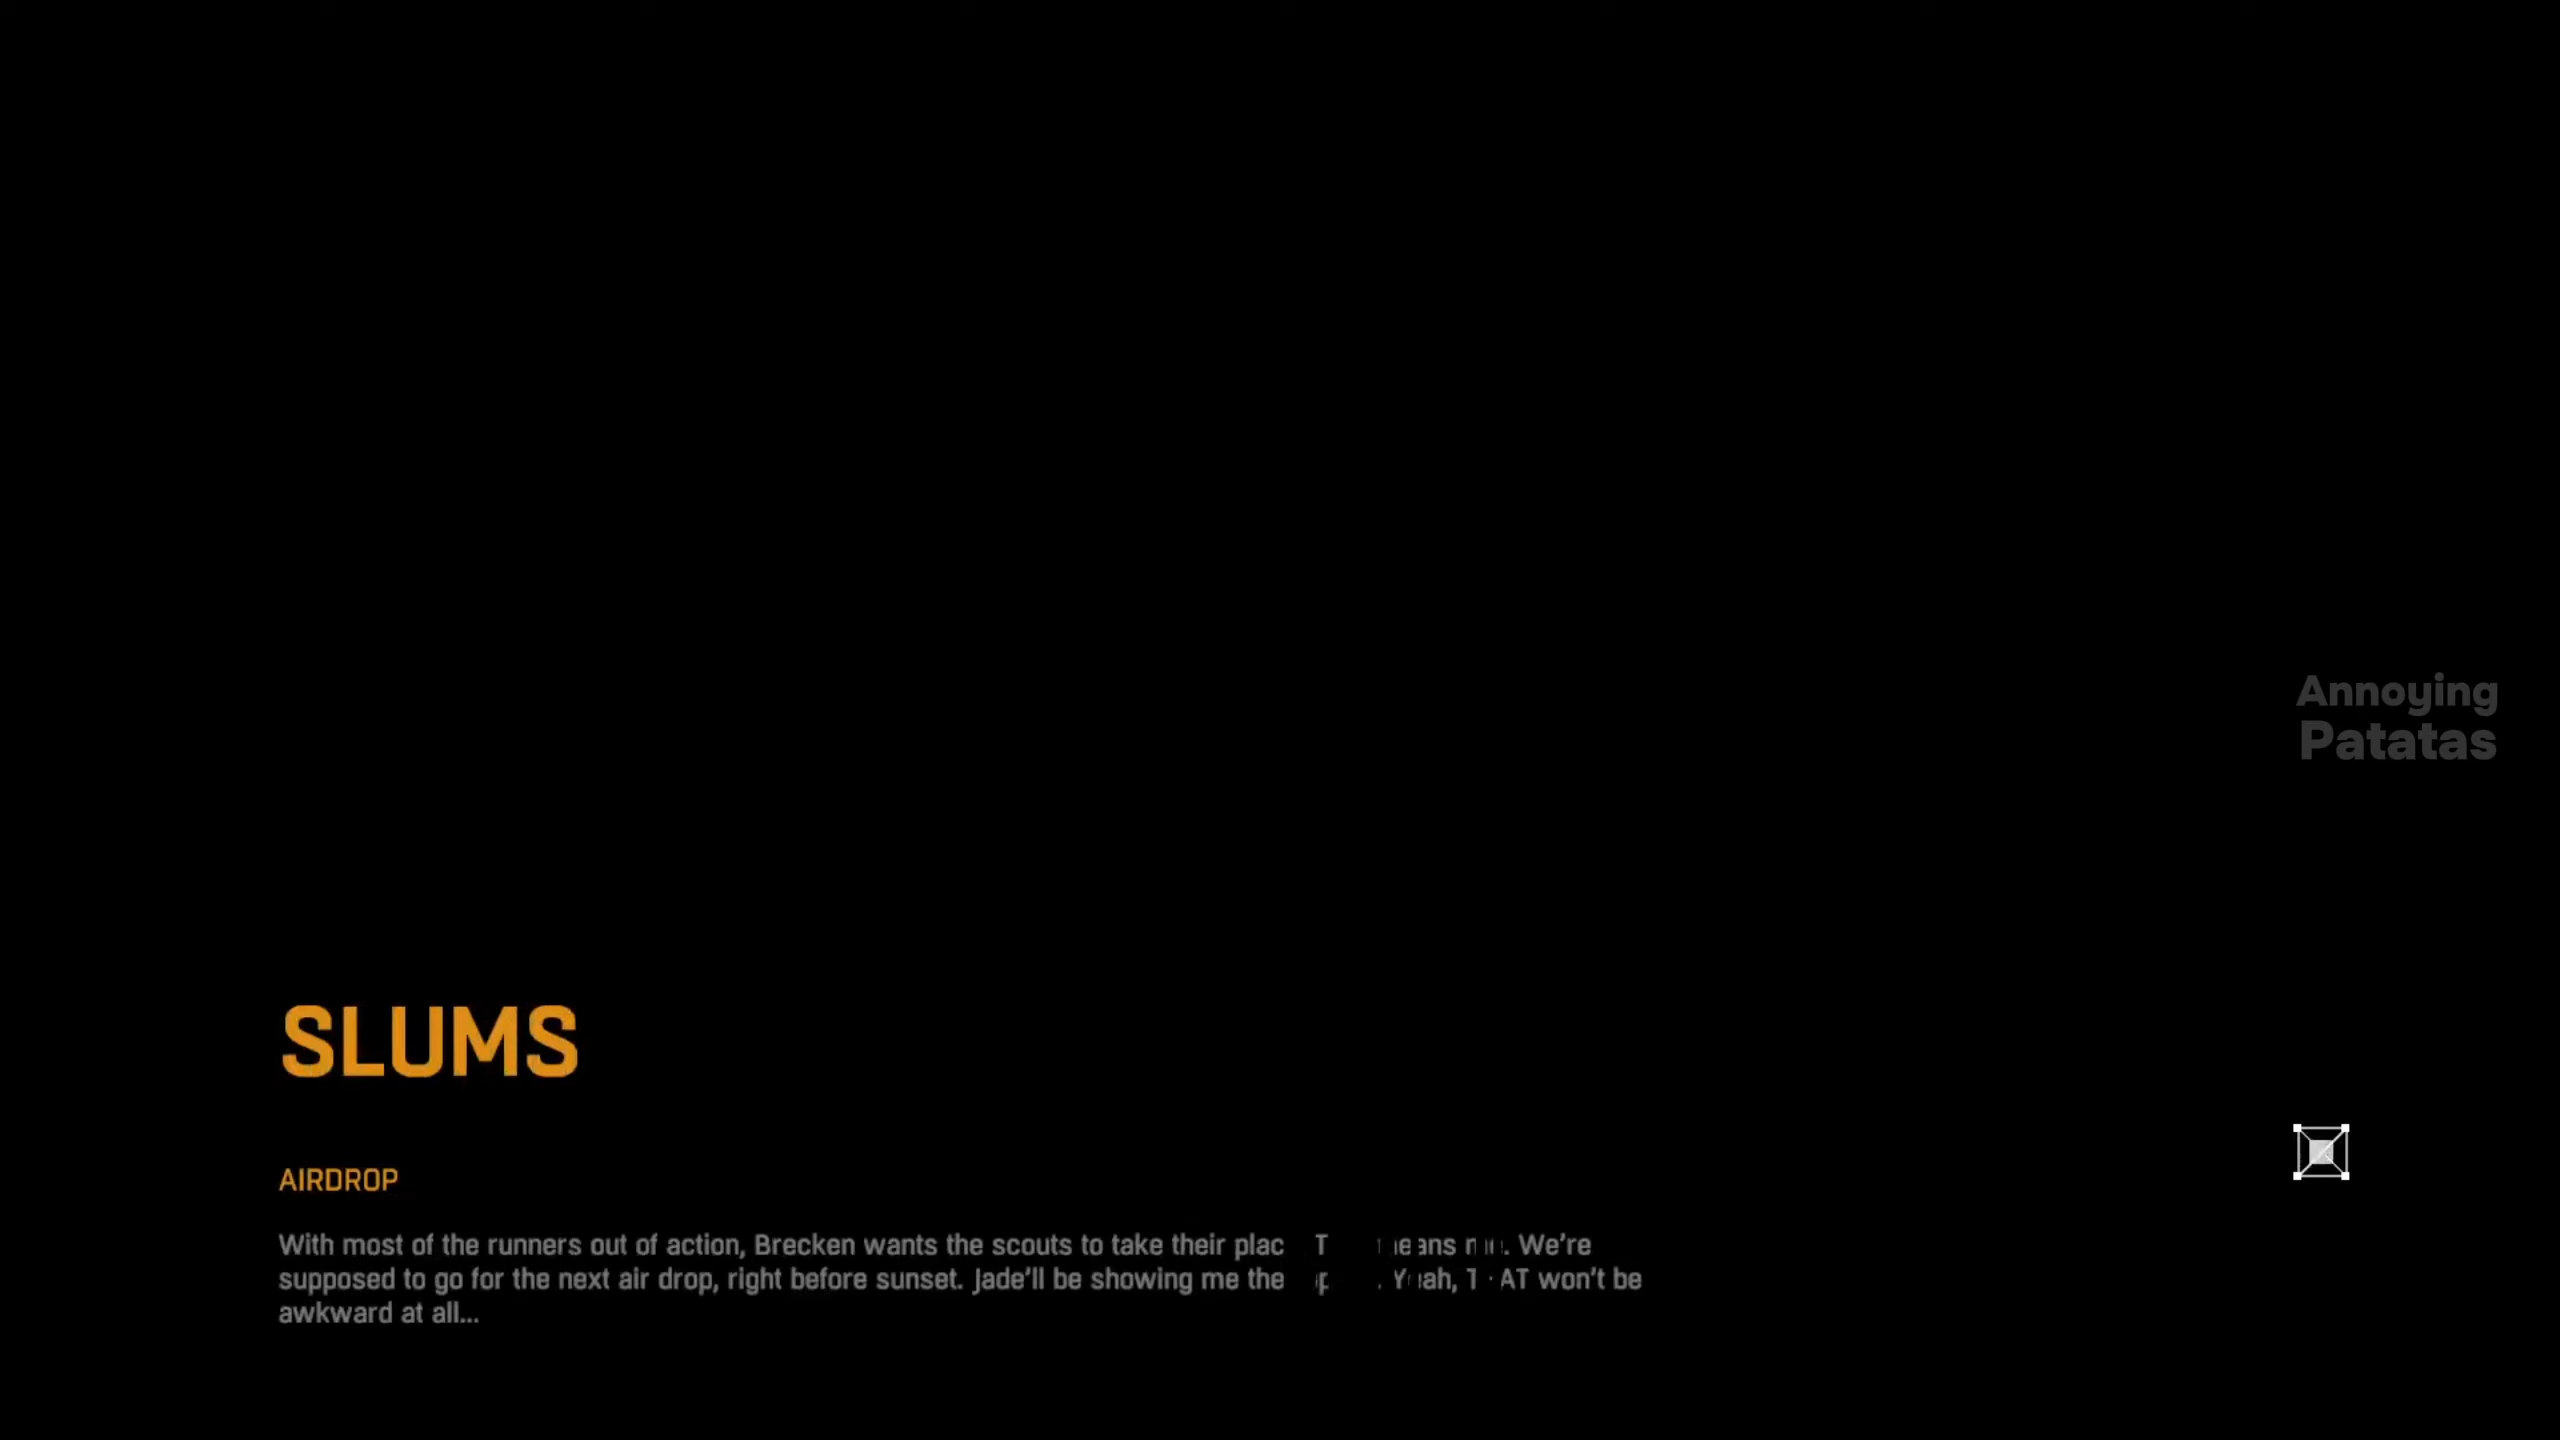 Annoying
Patatas
SLUMS
AIRDROP
With most of the runners out of action, Brecken wants the scouts to take their We're
supposed to go for the next air drop, right before sunset. Jade'll be showing me the Yeah, won't be
awkward at all...